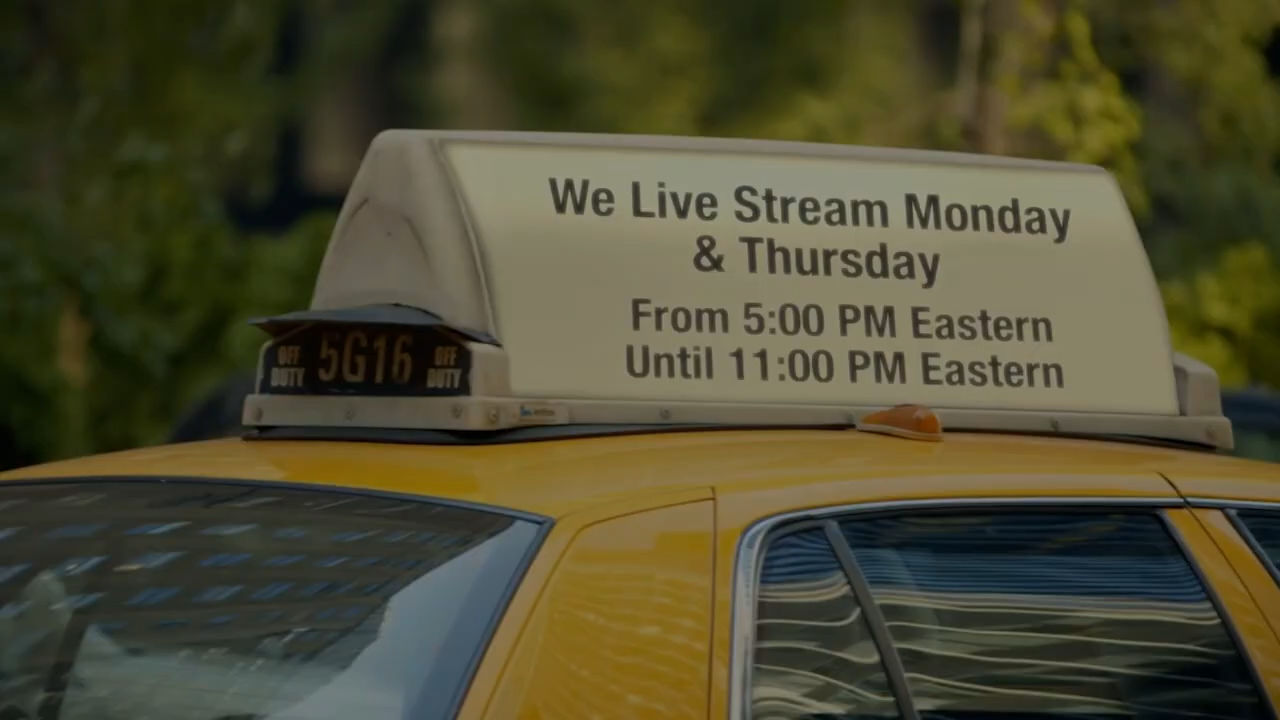 We Live Stream Monday
& Thursday
From 5:00 PM Eastern
Until 11:00 PM Eastern
OFF DUTY
5G16
OFF DUTY